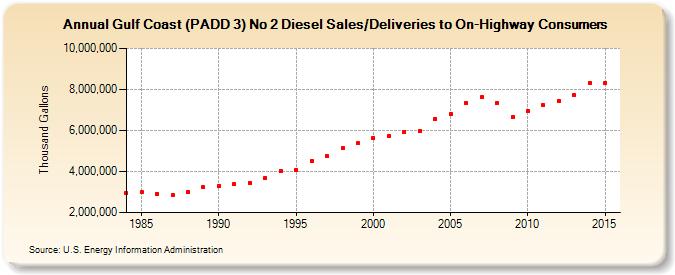 Annual Gulf Coast (PADD 3) No 2 Diesel Sales/Deliveries to On-Highway Consumers
Thousand Gallons
10,000,000
8,000,000
6,000,000
4,000,000
2,000,000
1985 1990 1995 2000 2005 2010 2015
Source: U.S. Energy Information Administration